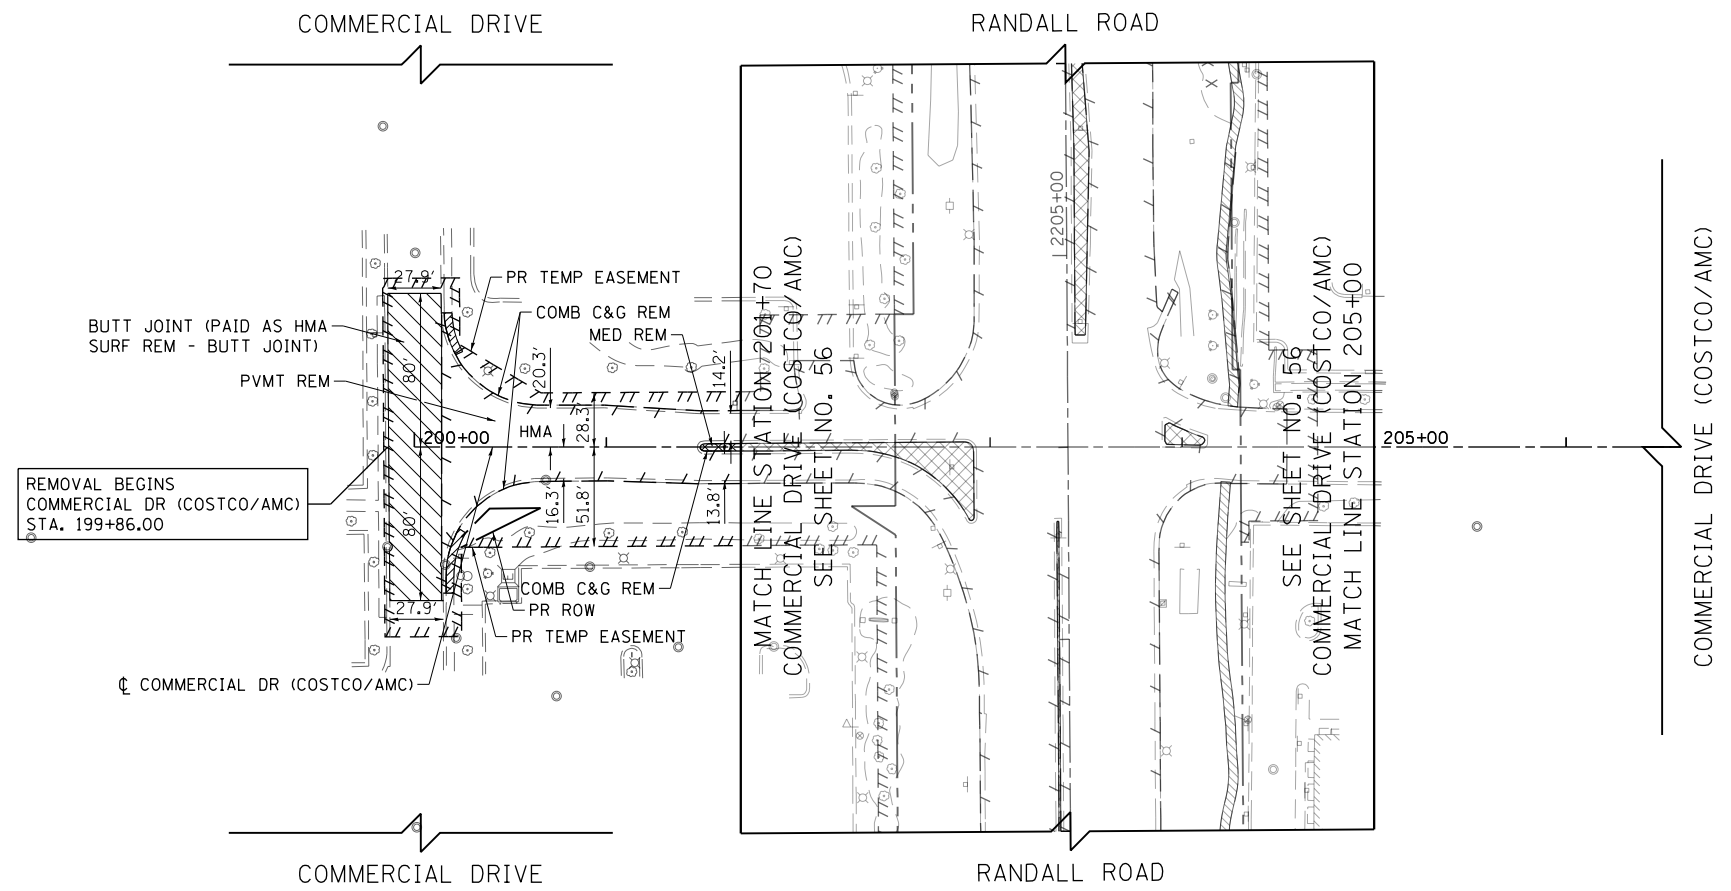 COMMERCIAL DRIVE
RANDALL ROAD
L2205+00
27.9'
PR TEMP EASEMENT
COMB C&G REM
MED REM
BUTT JOINT (PAID AS HMA
SURF REM - BUTT JOINT)
PVMT REM
80'
20.3'
14.2'
28.3'
HMA
200+00
205+00
REMOVAL BEGINS
COMMERCIAL DR (COSTCO/AMC)
STA. 199+86.00
80'
16.3'
51.8'
13.8'
MATCH LINE STATION 201+70
COMMERCIAL DRIVE (COSTCO/AMC)
SEE SHEET NO. 56
SEE SHEET NO. 56
COMMERCIAL DRIVE (COSTCO/AMC)
MATCH LINE STATION 205+00
COMMERCIAL DRIVE (COSTCO/AMC)
COMB C&G REM
PR ROW
27.9'
PR TEMP EASEMENT
℄ COMMERCIAL DR (COSTCO/AMC)
COMMERCIAL DRIVE
RANDALL ROAD